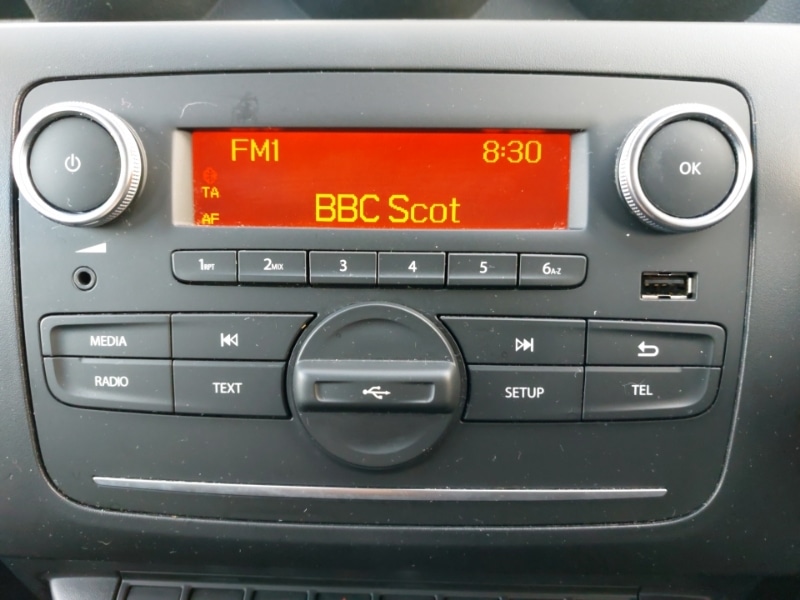 FM1 8:30
TA
AF
BBC Scot
OK
1RPT 2MIX 3 4 5 6A-Z
MEDIA
RADIO TEXT SETUP TEL